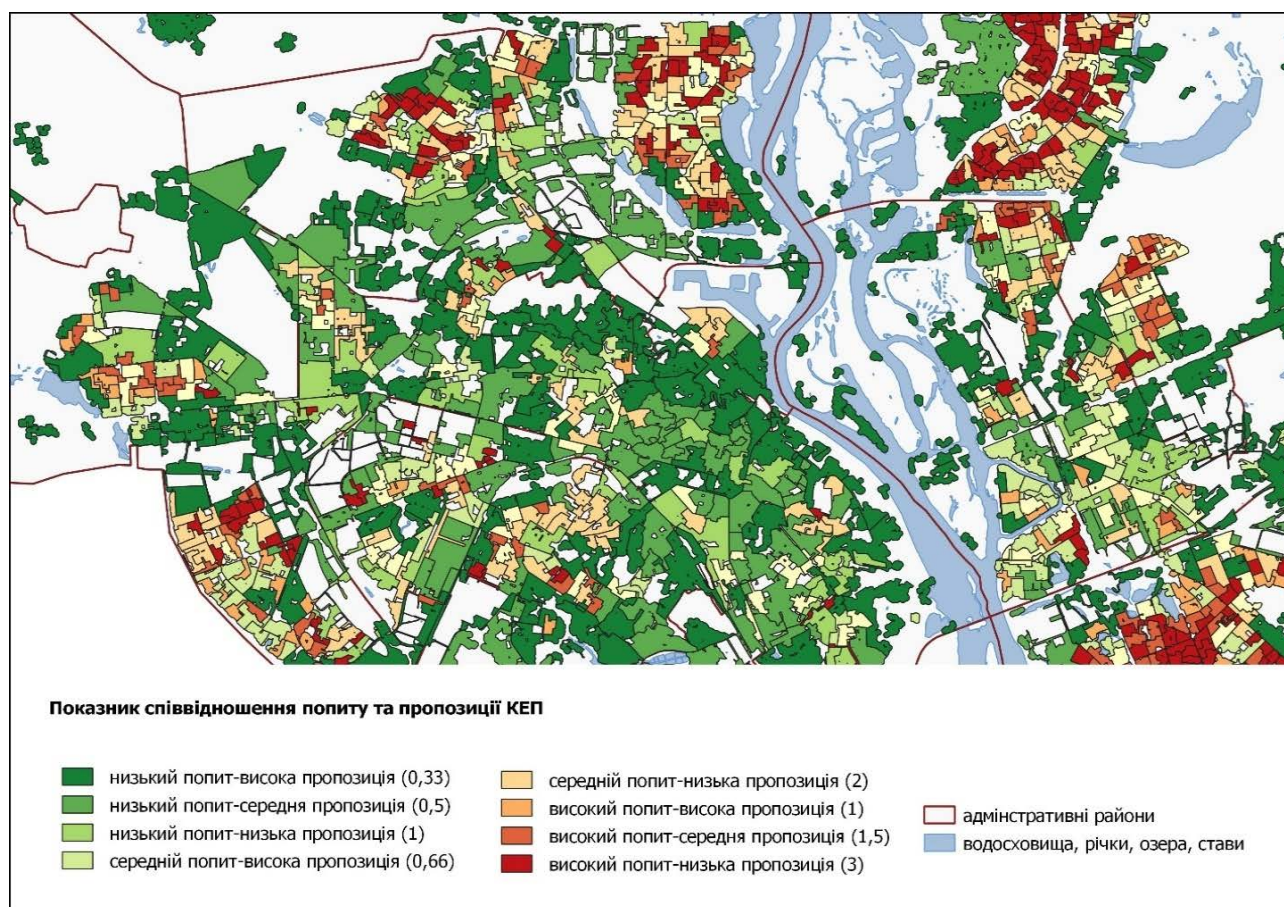 Показник співвідношення попиту та пропозиції КЕП
низький попит-висока пропозиція (0,33)
низький попит-середня пропозиція (0,5)
низький попит-низька пропозиція (1)
середній попит-висока пропозиція (0,66)
середній попит-низька пропозиція (2)
високий попит-висока пропозиція (1)
високий попит-середня пропозиція (1,5)
високий попит-низька пропозиція (3)
адмінстративні райони
водосховища, річки, озера, стави